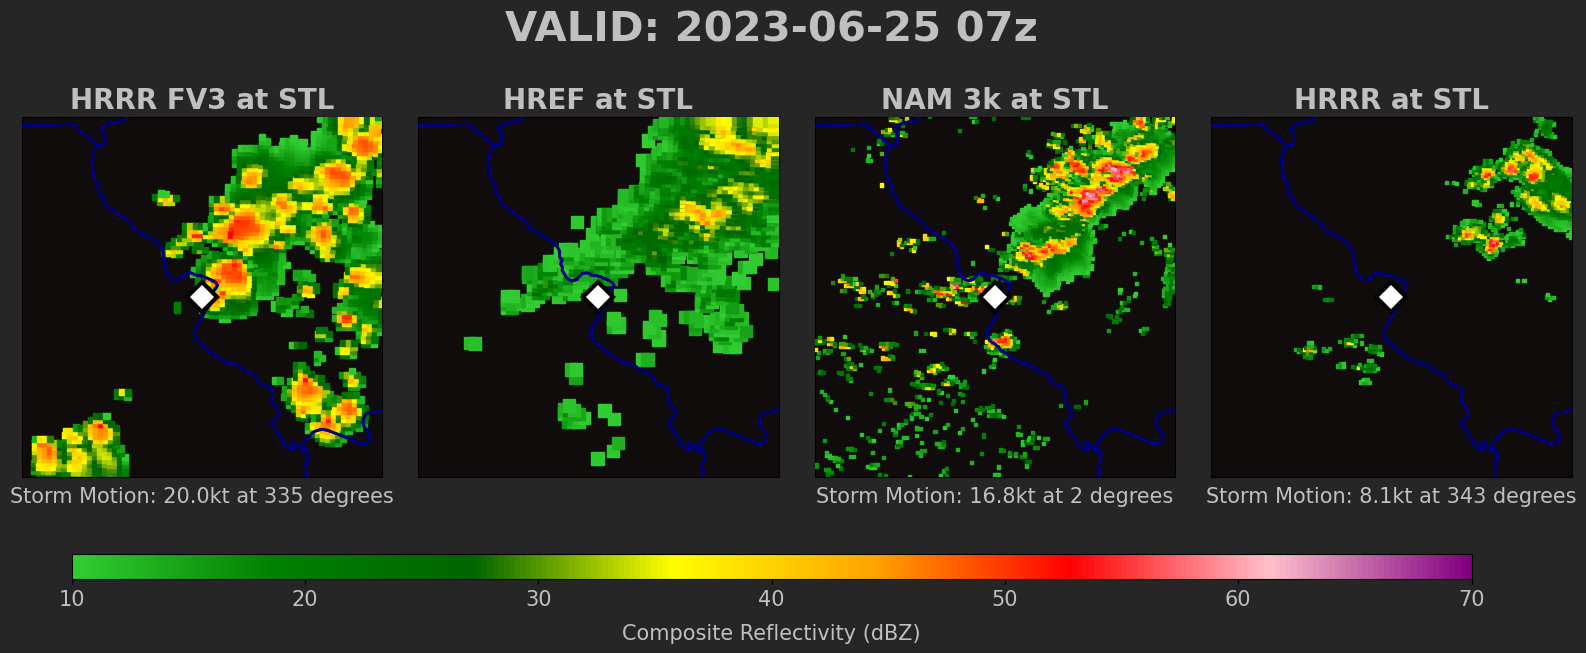 VALID: 2023-06-25 07z
HRRR FV3 at STL
HREF at STL
NAM 3k at STL
HRRR at STL
Storm Motion: 20.0kt at 335 degrees
Storm Motion: 16.8kt at 2 degrees
Storm Motion: 8.1kt at 343 degrees
10 20 30 40 50 60 70
Composite Reflectivity (dBZ)